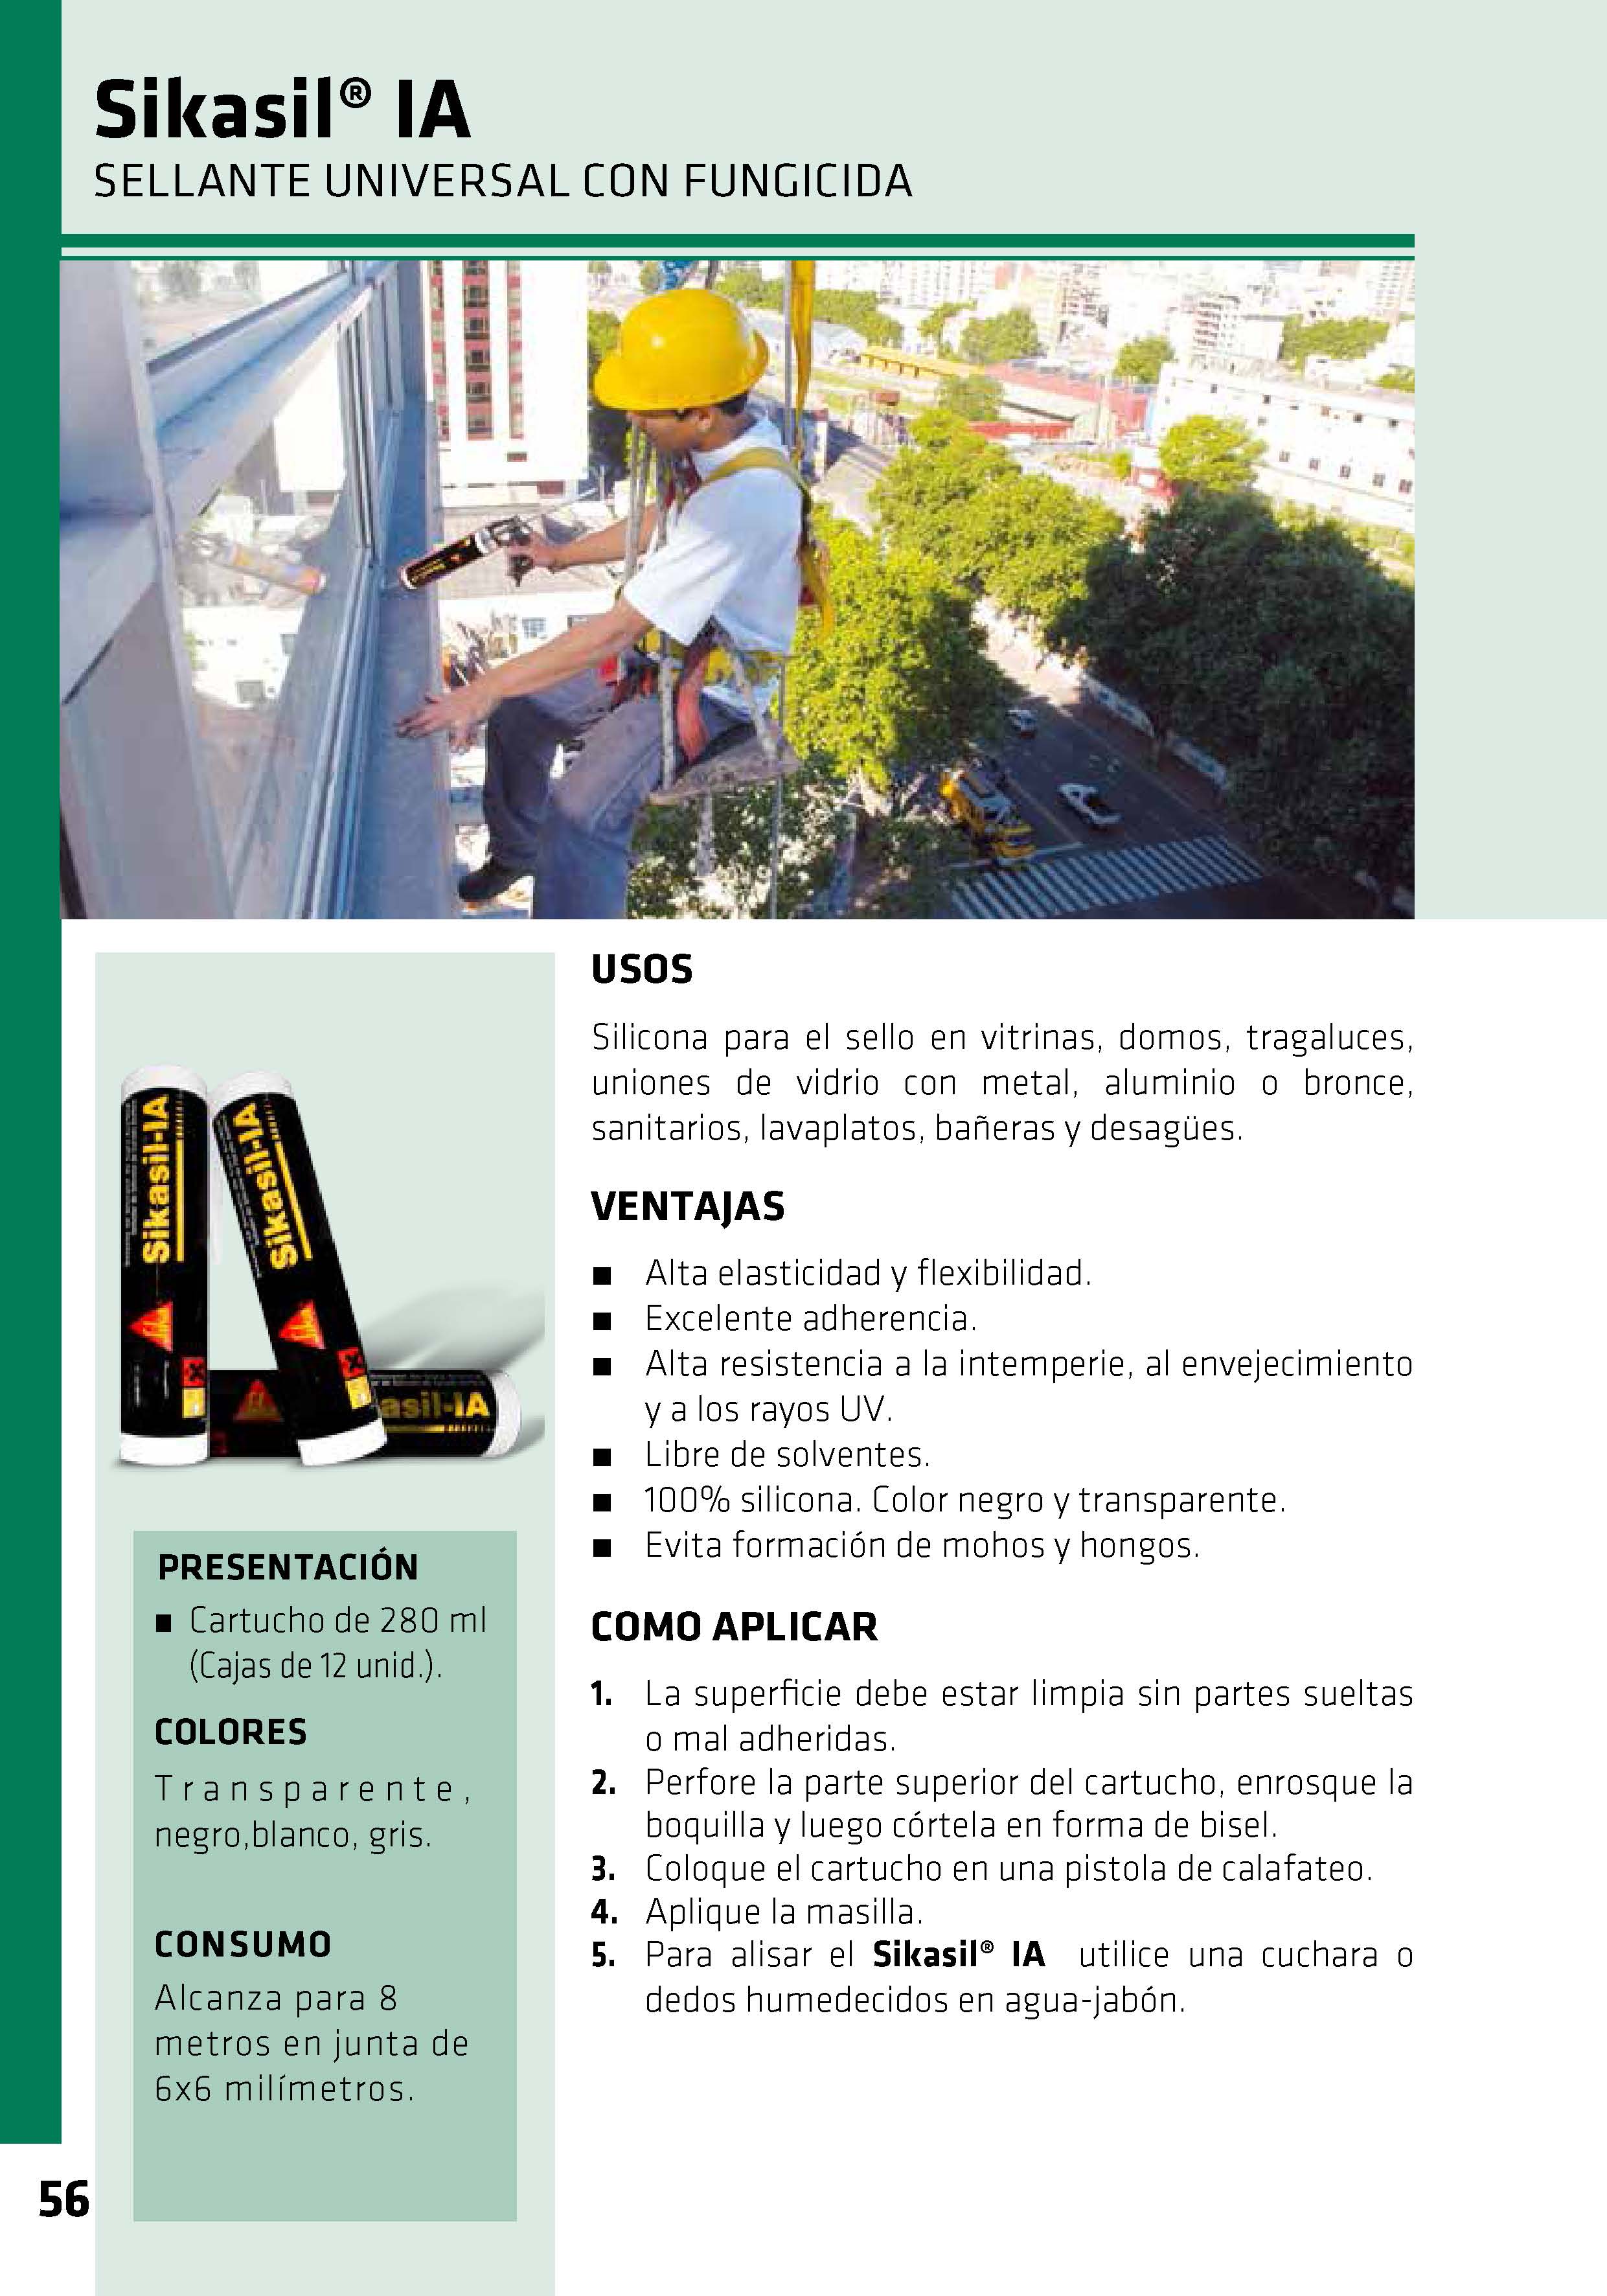 Sikasil® IA
SELLANTE UNIVERSAL CON FUNGICIDA
Sikasil-IA
Sikasil-IA
asil-IA
PRESENTACIÓN
■ Cartucho de 280 ml
(Cajas de 12 unid.).
COLORES
Transparente,
negro,blanco, gris.
CONSUMO
Alcanza para 8
metros en junta de
6x6 milímetros.
USOS
Silicona para el sello en vitrinas, domos, tragaluces,
uniones de vidrio con metal, aluminio o bronce,
sanitarios, lavaplatos, bañeras y desagües.
VENTAJAS
■ Alta elasticidad y flexibilidad.
■ Excelente adherencia.
■ Alta resistencia a la intemperie, al envejecimiento
y a los rayos UV.
■ Libre de solventes.
■ 100% silicona. Color negro y transparente.
■ Evita formación de mohos y hongos.
COMO APLICAR
1. La superficie debe estar limpia sin partes sueltas
o mal adheridas.
2. Perfore la parte superior del cartucho, enrosque la
boquilla y luego córtela en forma de bisel.
3. Coloque el cartucho en una pistola de calafateo.
4. Aplique la masilla.
5. Para alisar el Sikasil® IA utilice una cuchara o
dedos humedecidos en agua-jabón.
56